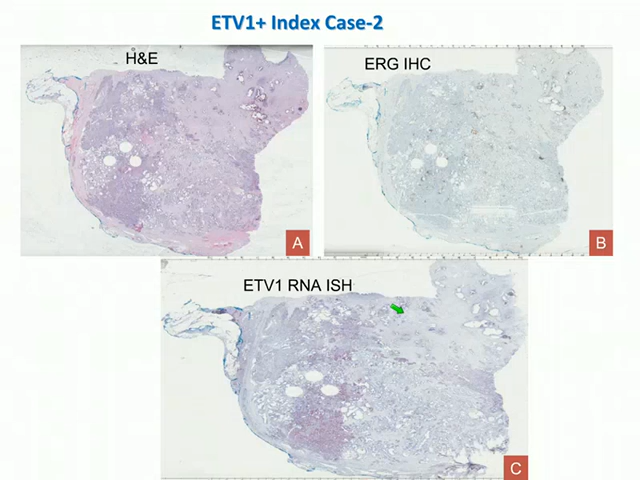 ETV1+ Index Case-2
H&E
ERG IHC
A
B
ETV1 RNA ISH
C